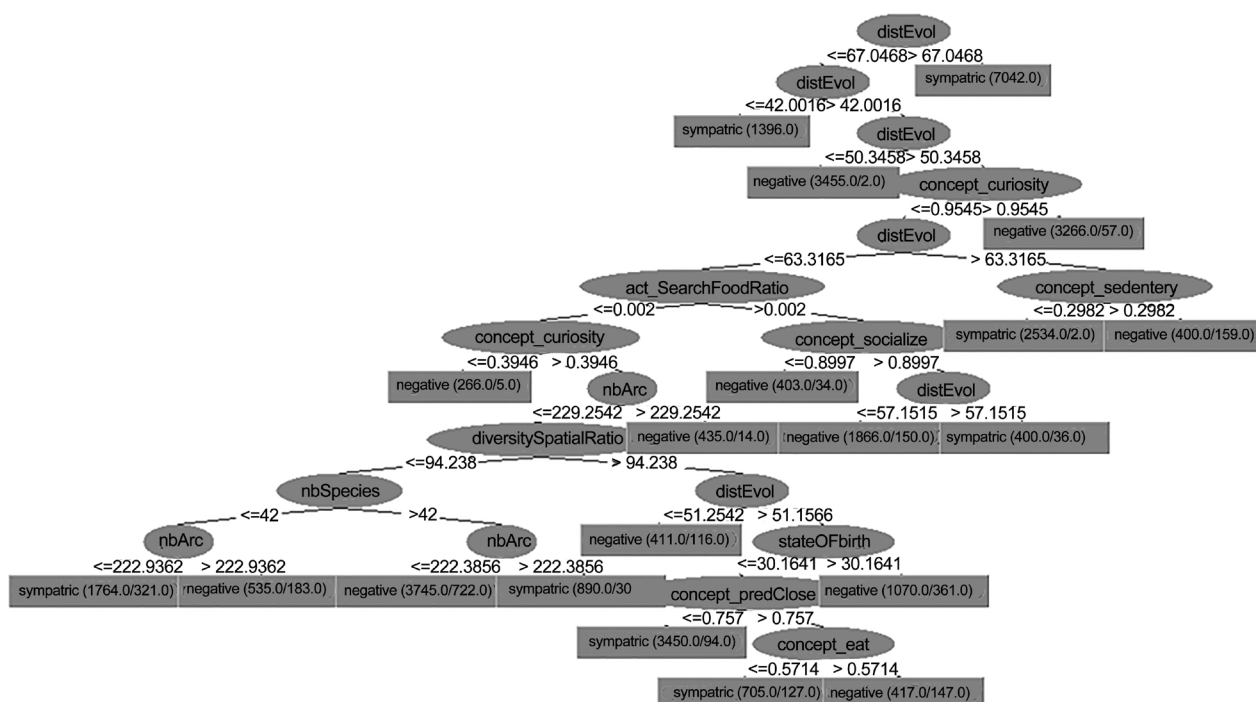 distEvol
<=67.0468> 67.0468
distEvol
sympatric (7042.0)
<=42.0016> 42.0016
sympatric (1396.0)
distEvol
<=50.3458> 50.3458
negative (3455.0/2.0)
concept_curiosity
<=0.9545> 0.9545
distEvol
negative (3266.0/57.0)
<=63.3165
> 63.3165
act_SearchFoodRatio
concept_sedentery
<=0.002
>0.002
<=0.2982 > 0.2982
concept_curiosity
concept_socialize
sympatric (2534.0/2.0)
negative (400.0/159.0)
<=0.3946 > 0.3946
<=0.8997 > 0.8997
negative (266.0/5.0)
nbArc
negative (403.0/34.0)
distEvol
<=229.2542 > 229.2542
<=57.1515 > 57.1515
diversitySpatialRatio
negative (435.0/14.0)
negative (1866.0/150.0)
sympatric (400.0/36.0)
<=94.238
> 94.238
nbSpecies
distEvol
<=42
>42
<=51.2542 > 51.1566
nbArc
nbArc
negative (411.0/116.0)
stateOFbirth
<=222.9362 > 222.9362
<=222.3856 > 222.3856
<=30.1641 > 30.1641
sympatric (1764.0/321.0)
negative (535.0/183.0)
negative (3745.0/722.0)
sympatric (890.0/30
concept_predClose
negative (1070.0/361.0)
<=0.757 > 0.757
sympatric (3450.0/94.0)
concept_eat
<=0.5714 > 0.5714
sympatric (705.0/127.0)
negative (417.0/147.0)